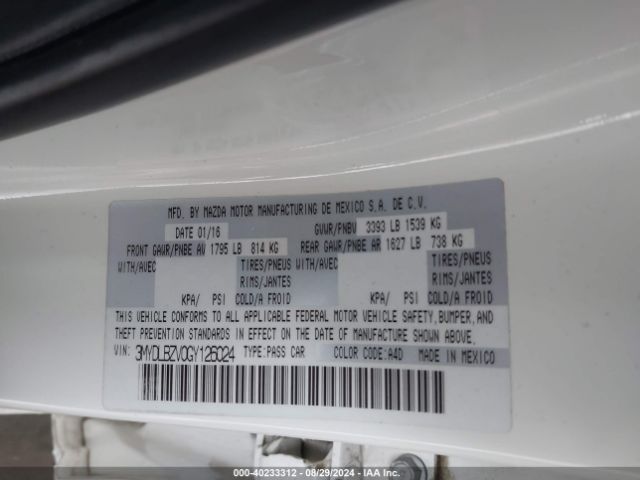 MFD. BY MAZDA MOTOR MANUFACTURING DE MEXICO S.A. DE C.V.
DATE 01/16 GVWR/PNBV 3393 LB 1539 KG
FRONT GAWR/PNBE AV 1795 LB 814 KG REAR GAWR/PNBE AR 1627 LB 738 KG
WITH/AVEC TIRES/PNEUS WITH/AVEC TIRES/PNEUS
RIMS/JANTES RIMS/JANTES
KPA/ PSI COLD/A FROID KPA/ PSI COLD/A FROID
THIS VEHICLE CONFORMS TO ALL APPLICABLE FEDERAL MOTOR VEHICLE SAFETY, BUMPER, AND
THEFT PREVENTION STANDARDS IN EFFECT ON THE DATE OF MANUFACTURE SHOWN ABOVE.
VIN: 3MYDLBZV0GY125024 TYPE:PASS CAR COLOR CODE:A4D MADE IN MEXICO
000-40233312 - 08/29/2024 - IAA Inc.